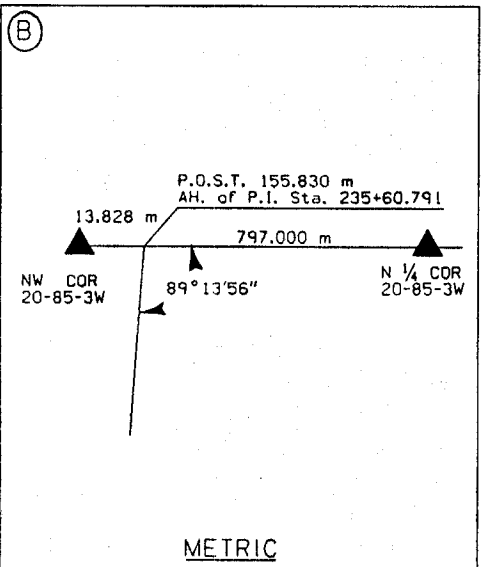 B
P.O.S.T. 155.830 m
AH. of P.I. Sta. 235+60.791
13.828 m
797.000 m
89°13'56"
NW COR
20-85-3W
N 1/4 COR
20-85-3W
METRIC